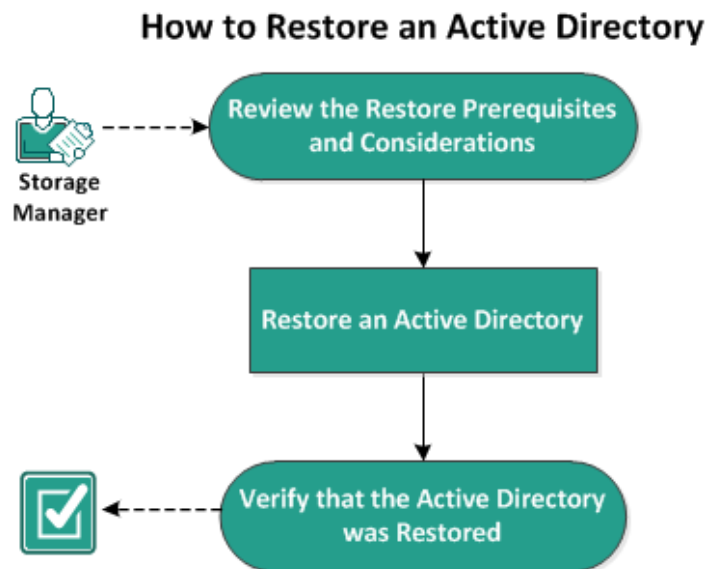 How to Restore an Active Directory
Review the Restore Prerequisites
and Considerations
Storage
Manager
Restore an Active Directory
Verify that the Active Directory
was Restored